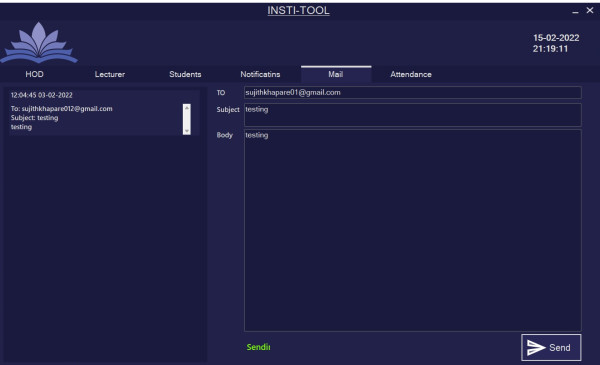 INSTI-TOOL
15-02-2022
21:19:11
HOD Lecturer Students Notificatins Mail Attendance
12:04:45 03-02-2022
To: sujithkhapare012@gmail.com
Subject: testing
testing
TO sujithkhapare01@gmail.com
Subject testing
Body testing
Sendii
Send